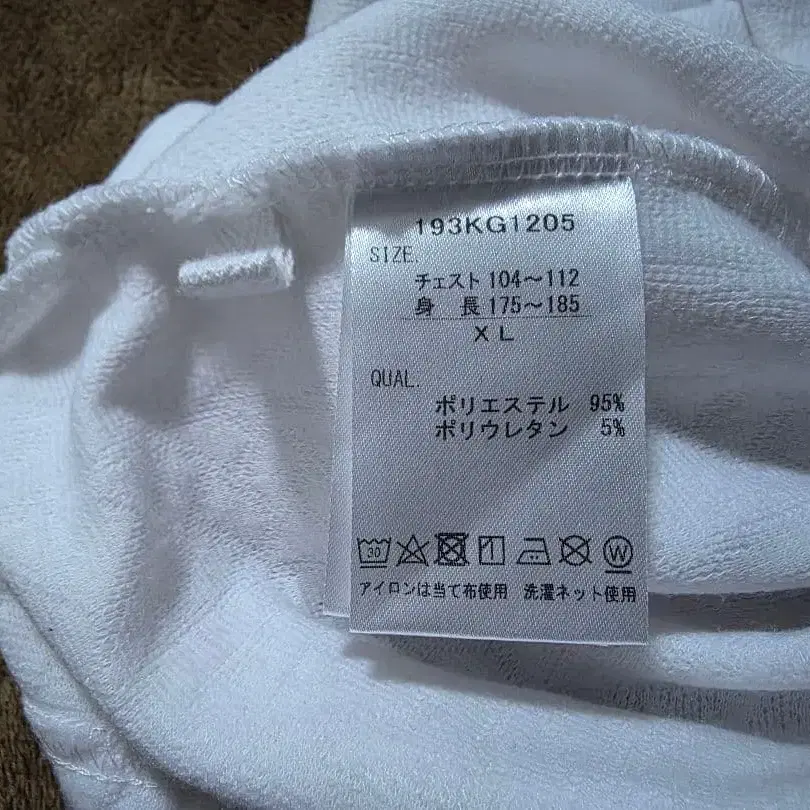 193KG1205
SIZE.
チェスト 104～112
身 長 175～185
XL
QUAL.
ポリエステル 95%
ポリウレタン 5%
30 W
アイロンは当て布使用 洗濯ネット使用